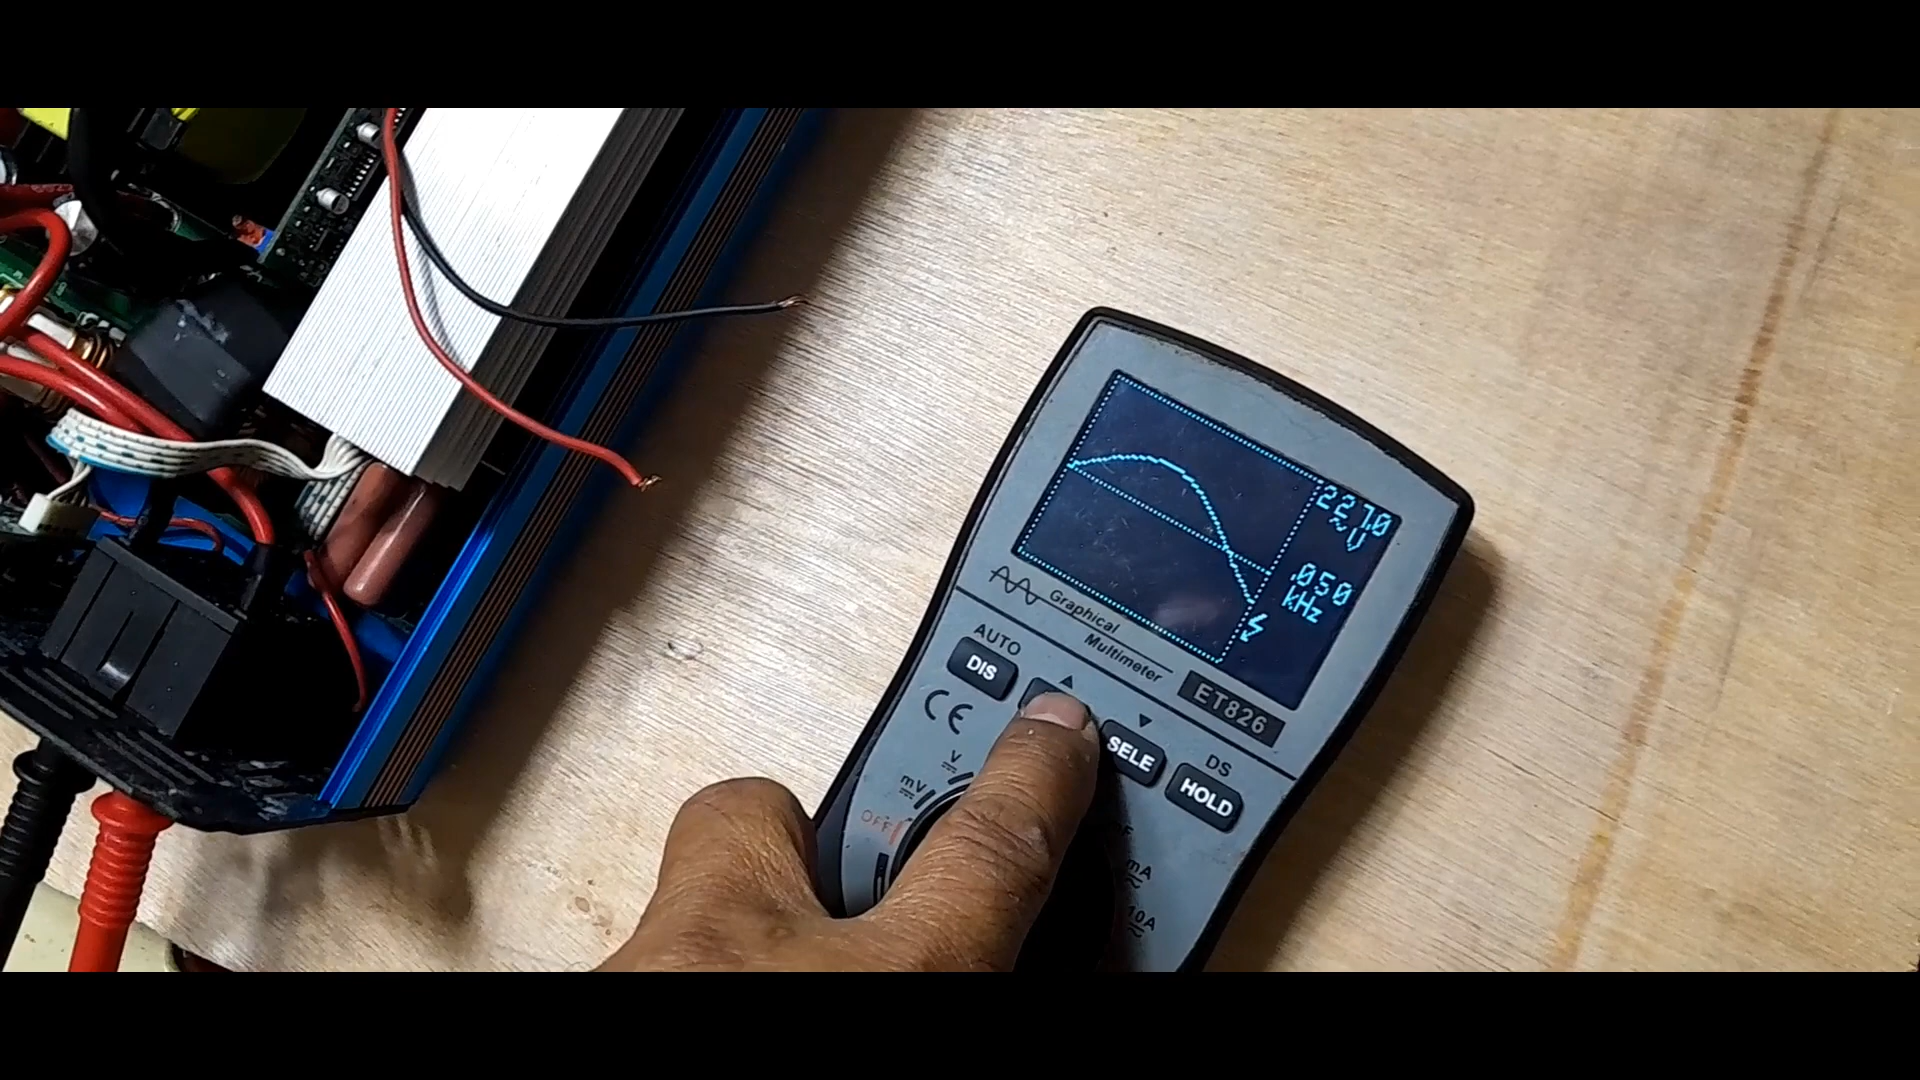 227.0
~V
.050
kHz
Graphical
Multimeter
ET826
AUTO
DIS
SELE
DS
HOLD
CE
V
mV
OFF
mA
10A